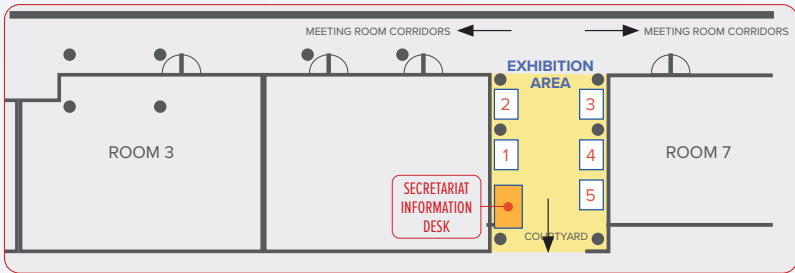 MEETING ROOM CORRIDORS
MEETING ROOM CORRIDORS
EXHIBITION
AREA
2
3
ROOM 3
1
4
ROOM 7
SECRETARIAT
INFORMATION
DESK
5
COURTYARD